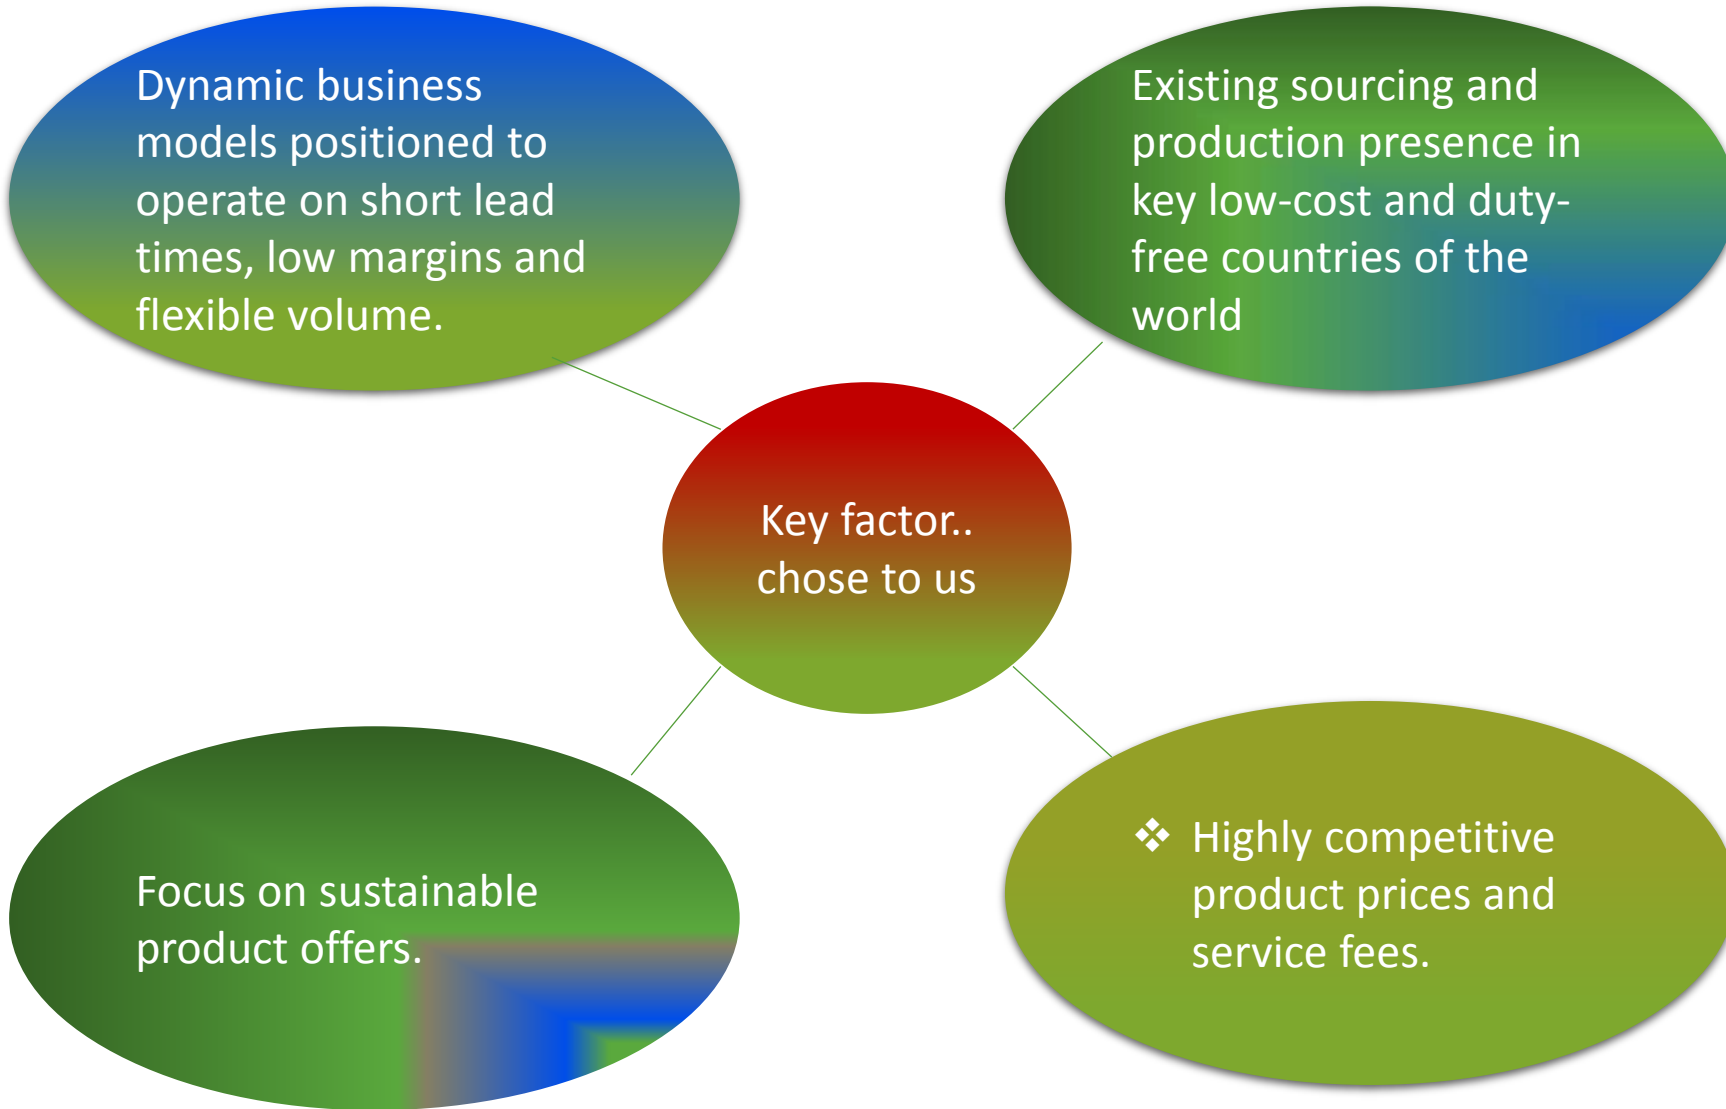 Dynamic business
models positioned to
operate on short lead
times, low margins and
flexible volume.
Existing sourcing and
production presence in
key low-cost and duty-
free countries of the
world
Key factor..
chose to us
Focus on sustainable
product offers.
❖ Highly competitive
product prices and
service fees.